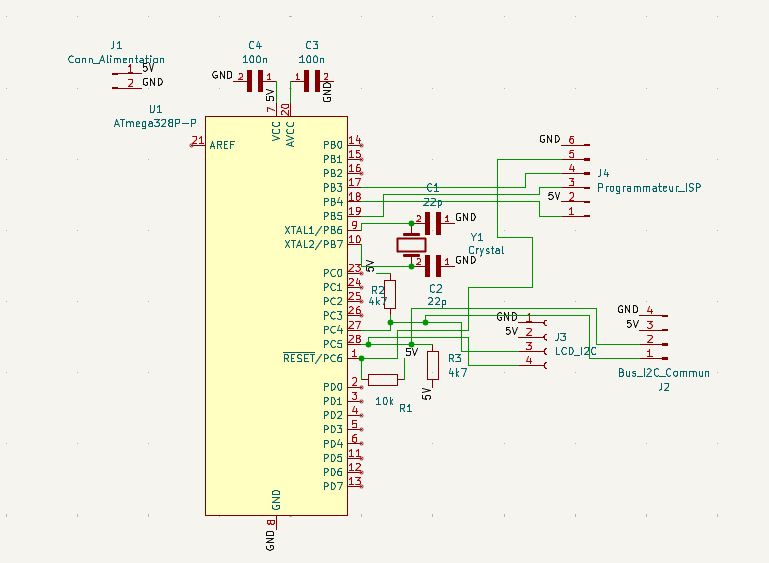 J1
Conn_Alimentation
1 5V
2 GND
C4
100n
GND 2 1
C3
100n
1 2
GND
5V
7
20
U1
ATmega328P-P
21 AREF
VCC
AVCC
PB0 14
PB1 15
PB2 16
PB3 17
PB4 18
PB5 19
XTAL1/PB6 9
XTAL2/PB7 10
PC0 23
PC1 24
PC2 25
PC3 26
PC4 27
PC5 28
RESET/PC6 1
PD0 2
PD1 3
PD2 4
PD3 5
PD4 6
PD5 11
PD6 12
PD7 13
GND
8
GND
C1
22p
2 1 GND
Y1
Crystal
2 1 GND
C2
22p
5V
R2
4k7
5V
R3
4k7
5V
10k
R1
GND 6
5
4
3
5V 2
1
J4
Programmateur_ISP
GND 1
5V 2
3
4
J3
LCD_I2C
GND 4
5V 3
2
1
Bus_I2C_Commun
J2